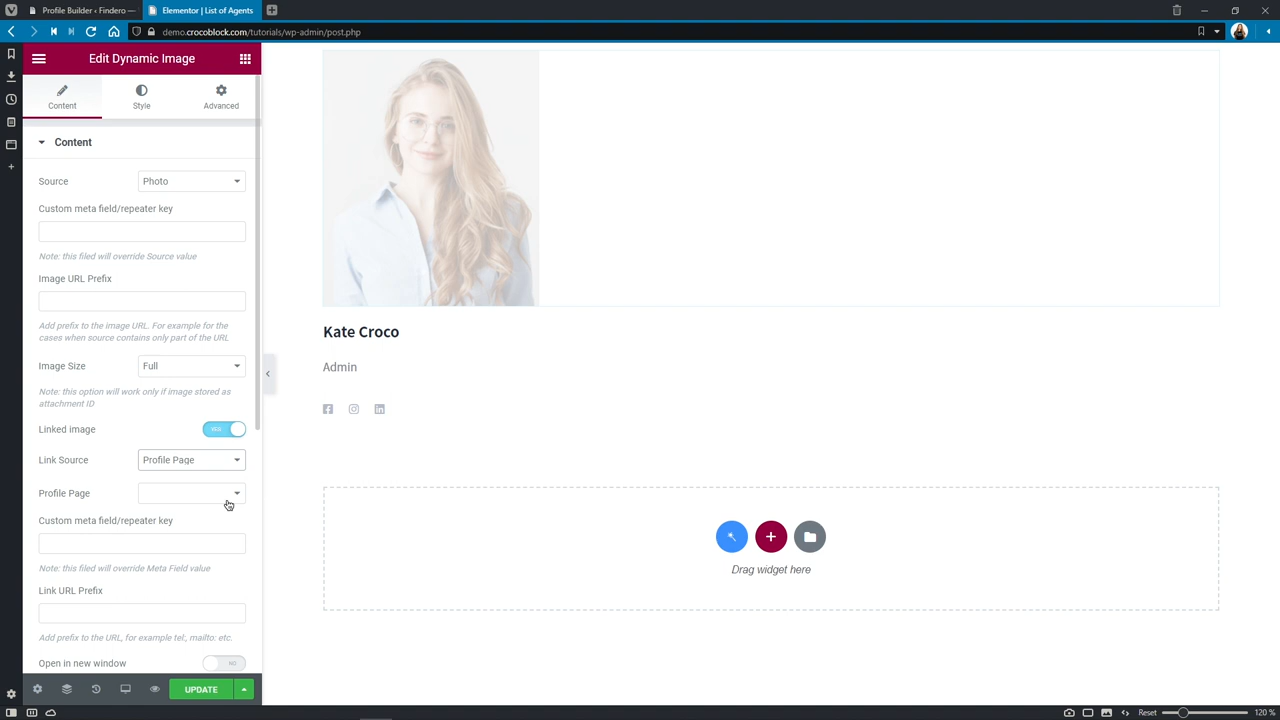 Profile Builder ‹ Findero —
Elementor | List of Agents
demo.crocoblock.com/tutorials/wp-admin/post.php
Edit Dynamic Image
Content
Style
Advanced
Content
Source
Photo
Custom meta field/repeater key
Note: this filed will override Source value
Image URL Prefix
Add prefix to the image URL. For example for the
cases when source contains only part of the URL
Image Size
Full
Note: this option will work only if image stored as
attachment ID
Linked image
YES
Link Source
Profile Page
Profile Page
Custom meta field/repeater key
Note: this filed will override Meta Field value
Link URL Prefix
Add prefix to the URL, for example tel:, mailto: etc.
Open in new window
NO
UPDATE
Kate Croco
Admin
Drag widget here
Reset
120 %